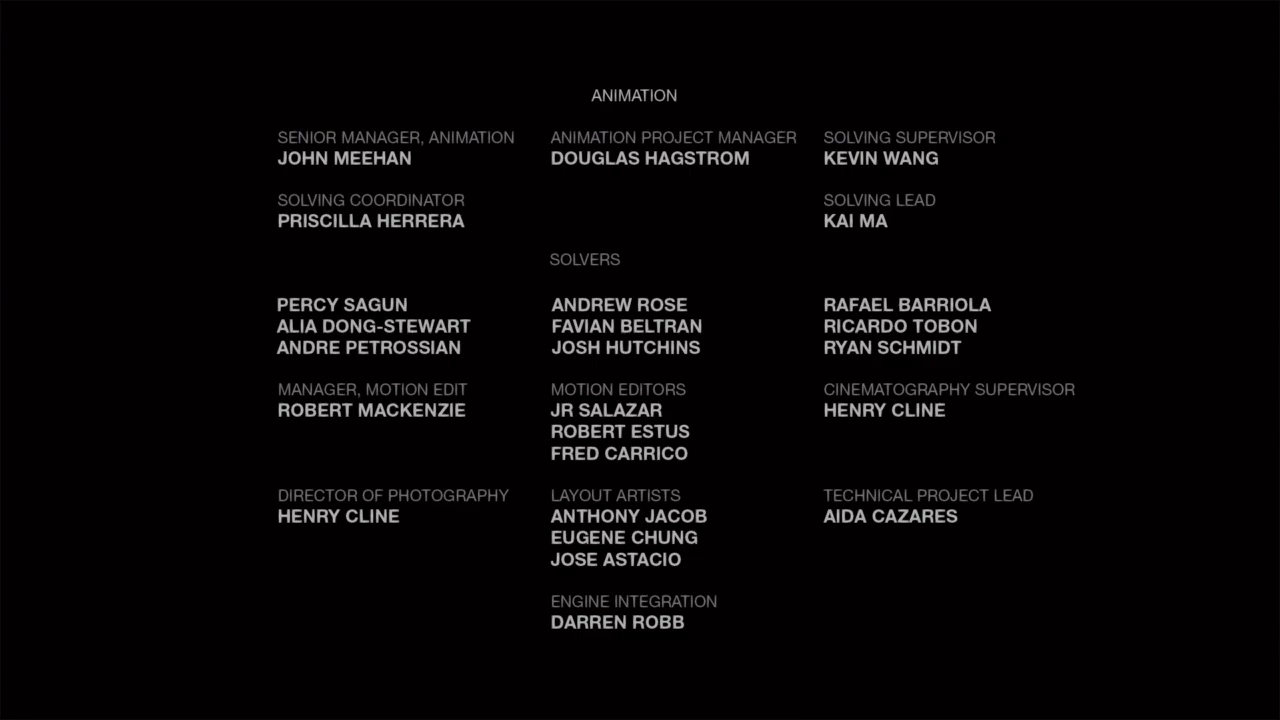 ANIMATION
SENIOR MANAGER, ANIMATION
JOHN MEEHAN
ANIMATION PROJECT MANAGER
DOUGLAS HAGSTROM
SOLVING SUPERVISOR
KEVIN WANG
SOLVING COORDINATOR
PRISCILLA HERRERA
SOLVING LEAD
KAI MA
SOLVERS
PERCY SAGUN
ALIA DONG-STEWART
ANDRE PETROSSIAN
ANDREW ROSE
FAVIAN BELTRAN
JOSH HUTCHINS
RAFAEL BARRIOLA
RICARDO TOBON
RYAN SCHMIDT
MANAGER, MOTION EDIT
ROBERT MACKENZIE
MOTION EDITORS
JR SALAZAR
ROBERT ESTUS
FRED CARRICO
CINEMATOGRAPHY SUPERVISOR
HENRY CLINE
DIRECTOR OF PHOTOGRAPHY
HENRY CLINE
LAYOUT ARTISTS
ANTHONY JACOB
EUGENE CHUNG
JOSE ASTACIO
TECHNICAL PROJECT LEAD
AIDA CAZARES
ENGINE INTEGRATION
DARREN ROBB